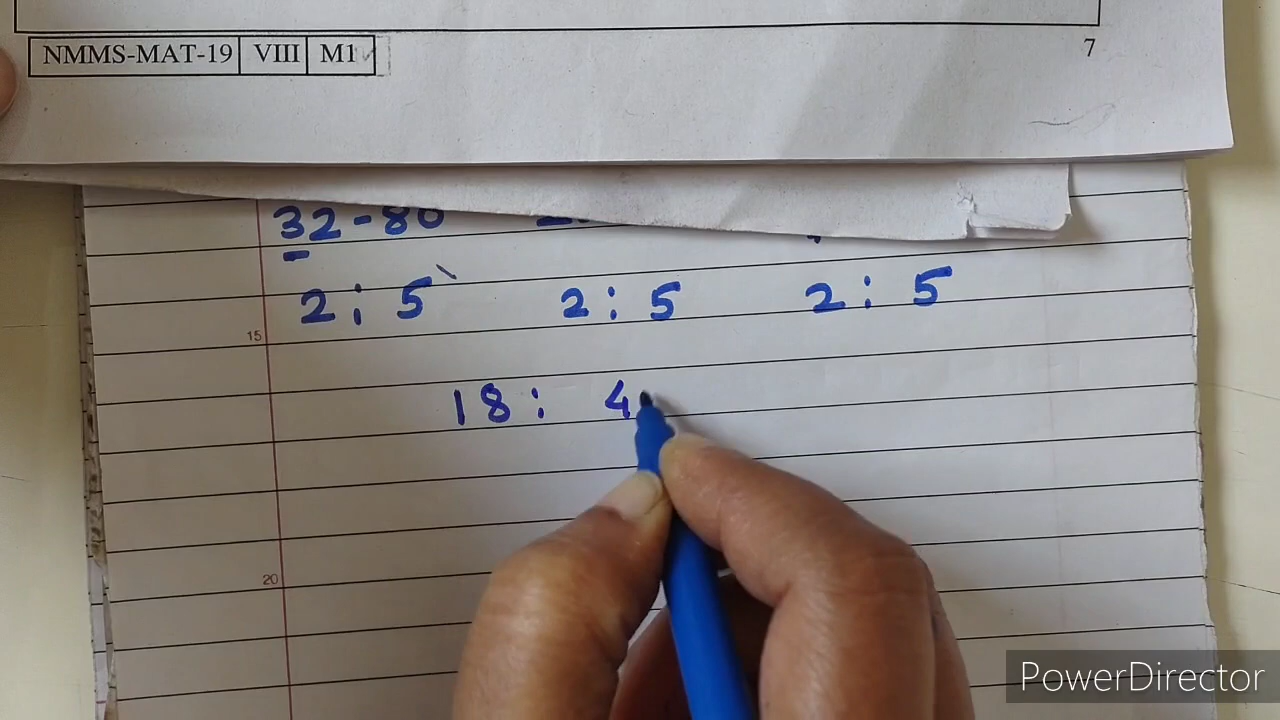 NMMS-MAT-19 VIII M1
7
32-80
2 : 5 2 : 5 2 : 5
15
18 : 4
20
PowerDirector